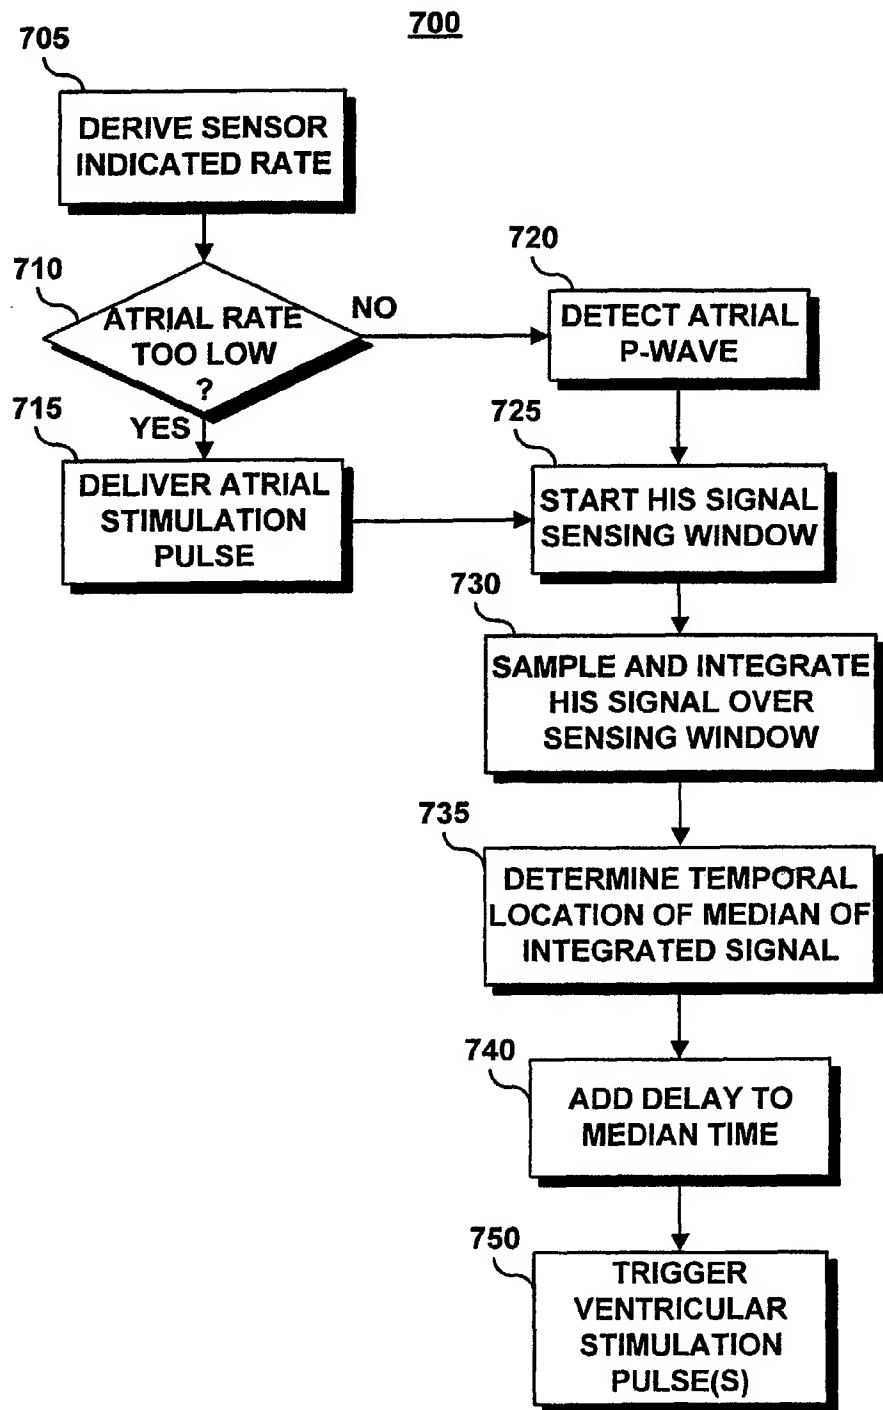 700
705
DERIVE SENSOR
INDICATED RATE
710
ATRIAL RATE
TOO LOW
?
NO
YES
715
DELIVER ATRIAL
STIMULATION
PULSE
720
DETECT ATRIAL
P-WAVE
725
START HIS SIGNAL
SENSING WINDOW
730
SAMPLE AND INTEGRATE
HIS SIGNAL OVER
SENSING WINDOW
735
DETERMINE TEMPORAL
LOCATION OF MEDIAN OF
INTEGRATED SIGNAL
740
ADD DELAY TO
MEDIAN TIME
750
TRIGGER
VENTRICULAR
STIMULATION
PULSE(S)